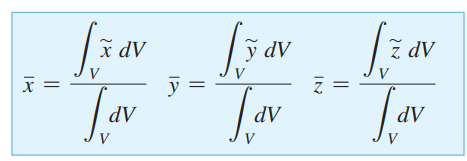 x̄ = ∫_V x̃ dV / ∫_V dV   ȳ = ∫_V ỹ dV / ∫_V dV   z̄ = ∫_V z̃ dV / ∫_V dV